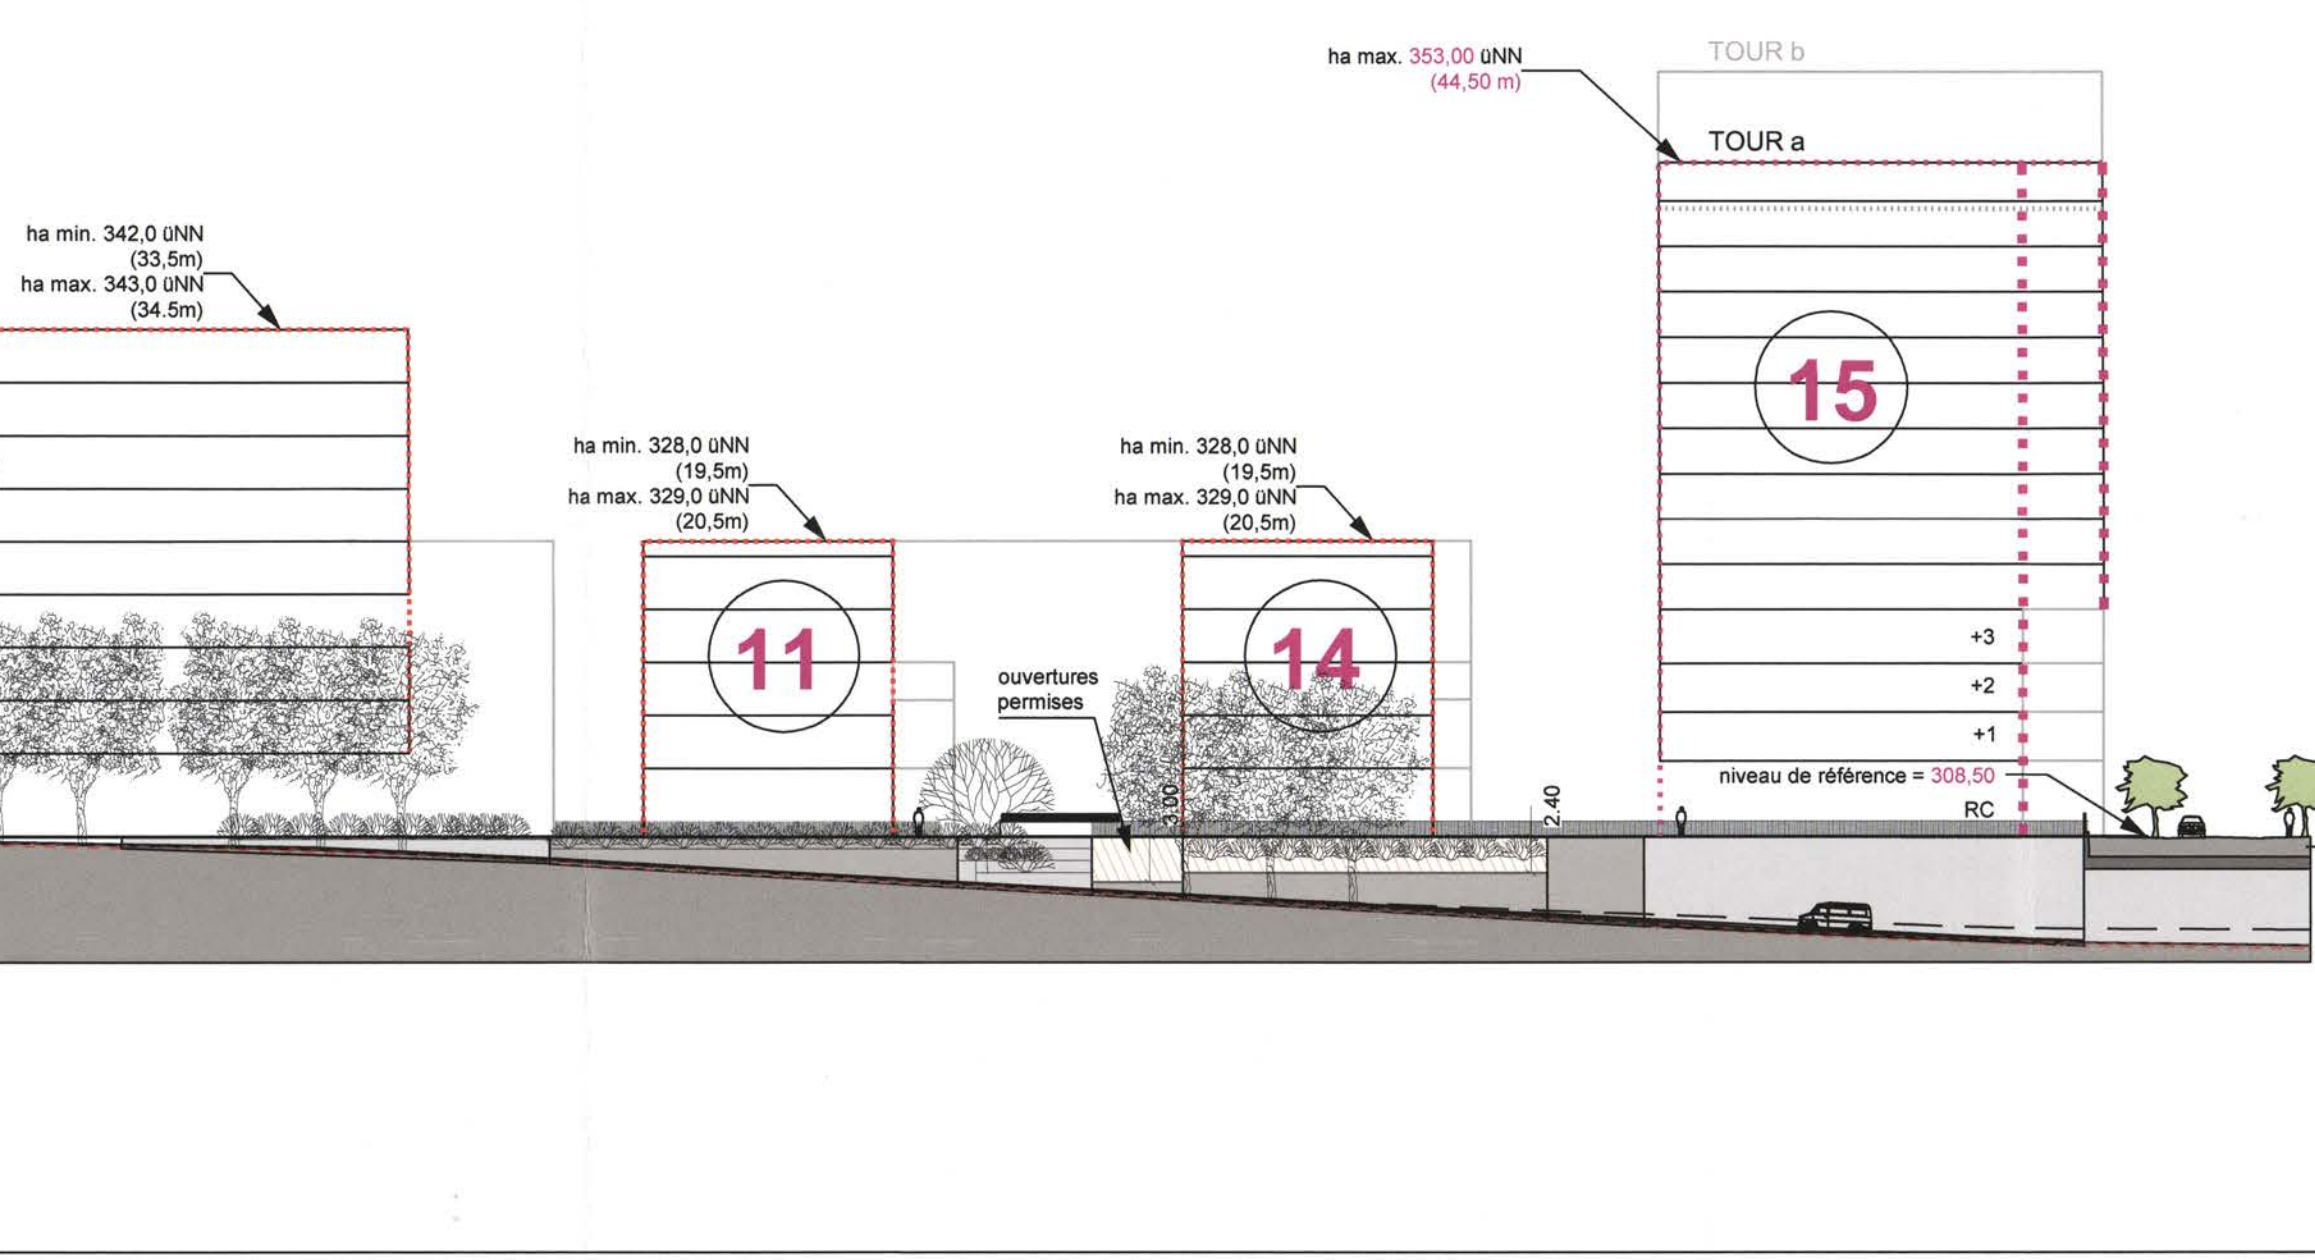 TOUR b
ha max. 353,00 üNN
(44,50 m)
TOUR a
ha min. 342,0 üNN
(33,5m)
ha max. 343,0 üNN
(34.5m)
15
ha min. 328,0 üNN
(19,5m)
ha max. 329,0 üNN
(20,5m)
ha min. 328,0 üNN
(19,5m)
ha max. 329,0 üNN
(20,5m)
11
14
+3
ouvertures
permises
+2
+1
niveau de référence = 308,50
3.00
2.40
RC